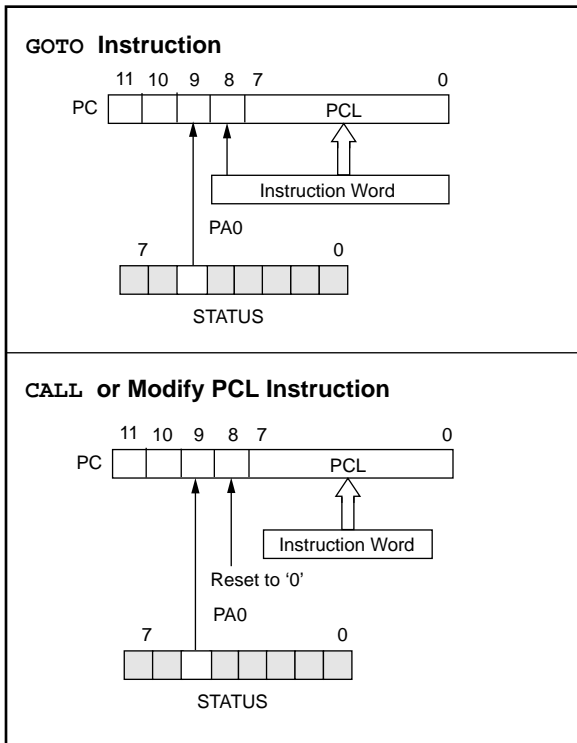 GOTO Instruction
11 10 9 8 7 0
PC PCL
Instruction Word
PA0
7 0
STATUS
CALL or Modify PCL Instruction
11 10 9 8 7 0
PC PCL
Instruction Word
Reset to ‘0’
PA0
7 0
STATUS